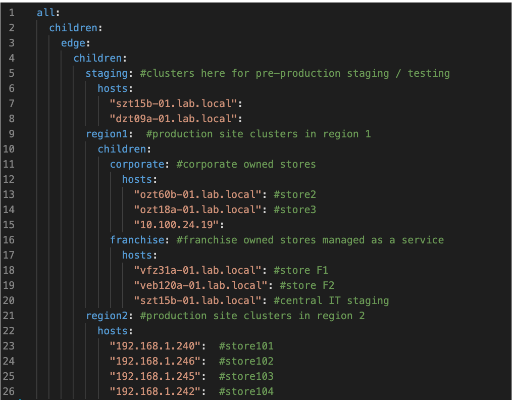 1 all:
2 children:
3 edge:
4 children:
5 staging: #clusters here for pre-production staging / testing
6 hosts:
7 "szt15b-01.lab.local":
8 "dzt09a-01.lab.local":
9 region1:  #production site clusters in region 1
10 children:
11 corporate: #corporate owned stores
12 hosts:
13 "ozt60b-01.lab.local": #store2
14 "ozt18a-01.lab.local": #store3
15 "10.100.24.19":
16 franchise: #franchise owned stores managed as a service
17 hosts:
18 "vfz31a-01.lab.local": #store F1
19 "veb120a-01.lab.local": #store F2
20 "szt15b-01.lab.local": #central IT staging
21 region2: #production site clusters in region 2
22 hosts:
23 "192.168.1.240":  #store101
24 "192.168.1.246":  #store102
25 "192.168.1.245":  #store103
26 "192.168.1.242":  #store104